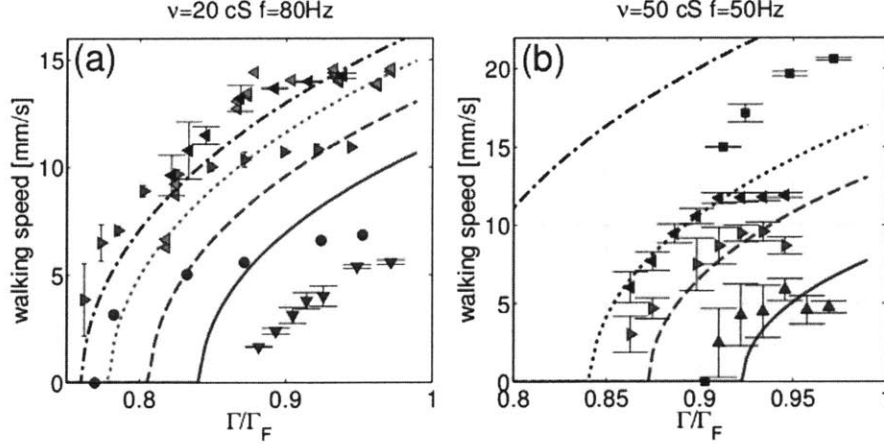 ν=20 cS f=80Hz
ν=50 cS f=50Hz
(a)
(b)
walking speed [mm/s]
15
10
5
0
0.8
0.9
1
Γ/Γ_F
walking speed [mm/s]
20
15
10
5
0
0.8
0.85
0.9
0.95
1
Γ/Γ_F